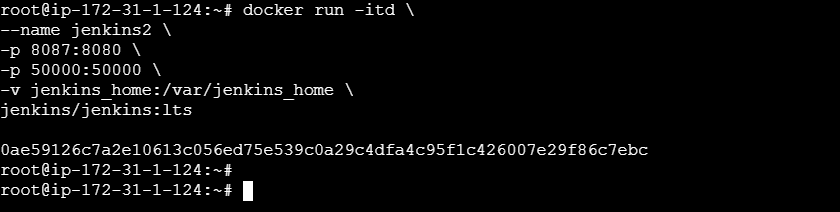 root@ip-172-31-1-124:~# docker run -itd \
--name jenkins2 \
-p 8087:8080 \
-p 50000:50000 \
-v jenkins_home:/var/jenkins_home \
jenkins/jenkins:lts
0ae59126c7a2e10613c056ed75e539c0a29c4dfa4c95f1c426007e29f86c7ebc
root@ip-172-31-1-124:~#
root@ip-172-31-1-124:~#